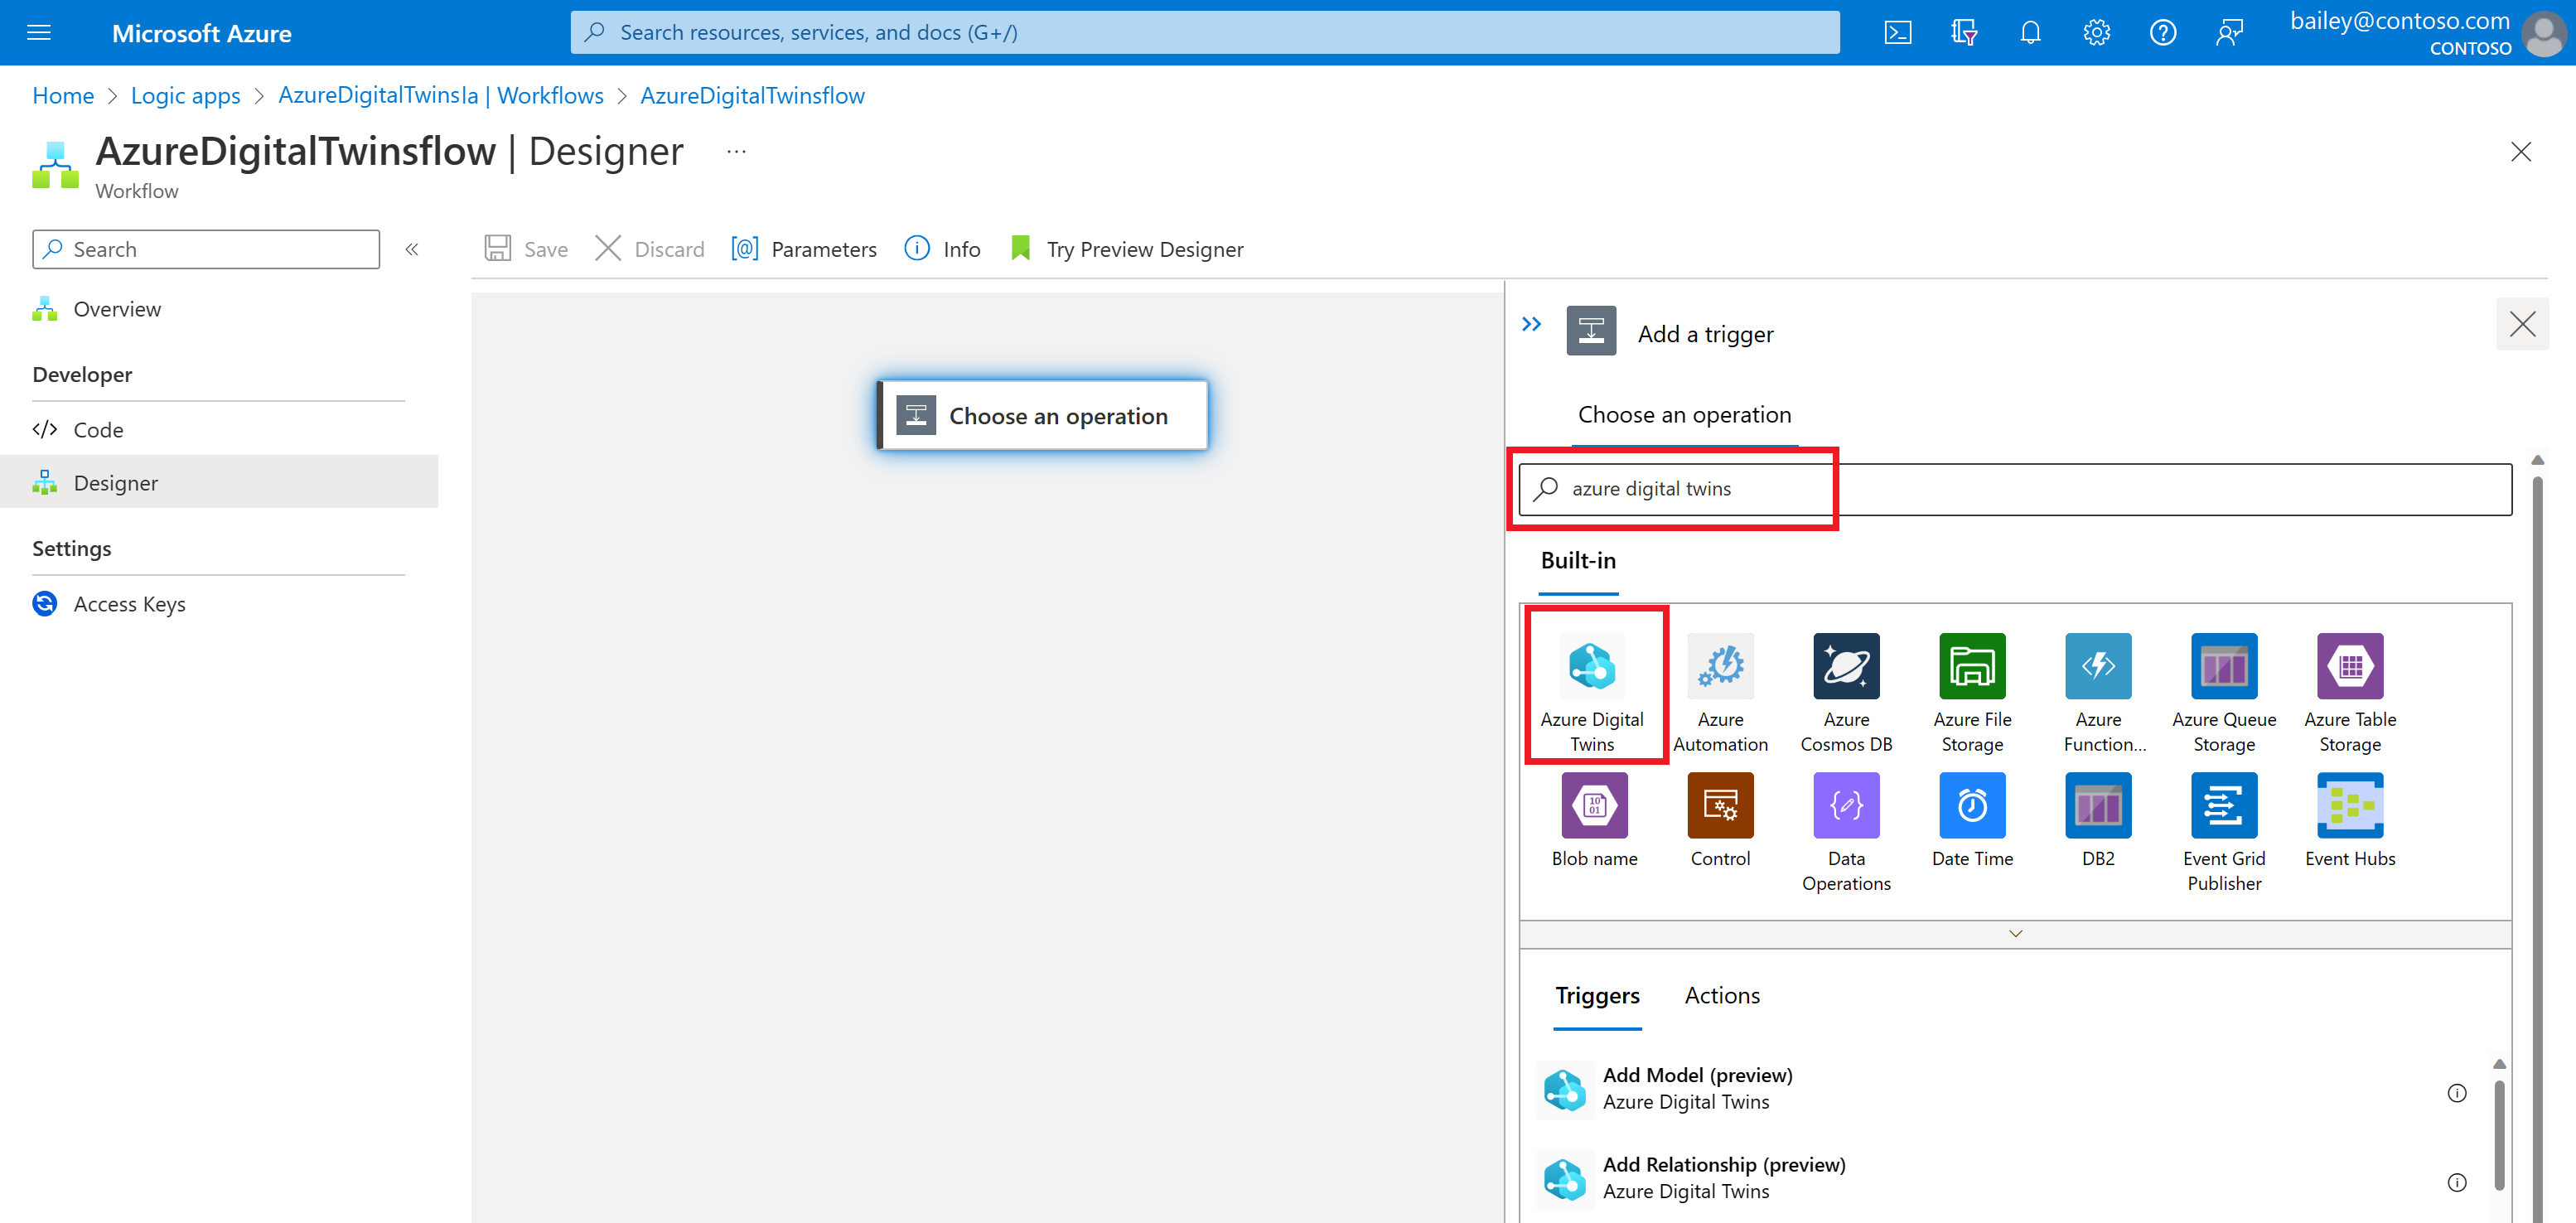 Microsoft Azure
Search resources, services, and docs (G+/)
bailey@contoso.com
CONTOSO
Home > Logic apps > AzureDigitalTwinsla | Workflows > AzureDigitalTwinsflow
AzureDigitalTwinsflow | Designer ...
Workflow
Search
«
Save
Discard
Parameters
Info
Try Preview Designer
Overview
Developer
Code
Designer
Settings
Access Keys
Choose an operation
Add a trigger
Choose an operation
azure digital twins
Built-in
Azure Digital
Twins
Azure
Automation
Azure
Cosmos DB
Azure File
Storage
Azure
Function...
Azure Queue
Storage
Azure Table
Storage
10
01
Blob name
Control
Data
Operations
Date Time
DB2
Event Grid
Publisher
Event Hubs
Triggers
Actions
Add Model (preview)
Azure Digital Twins
Add Relationship (preview)
Azure Digital Twins